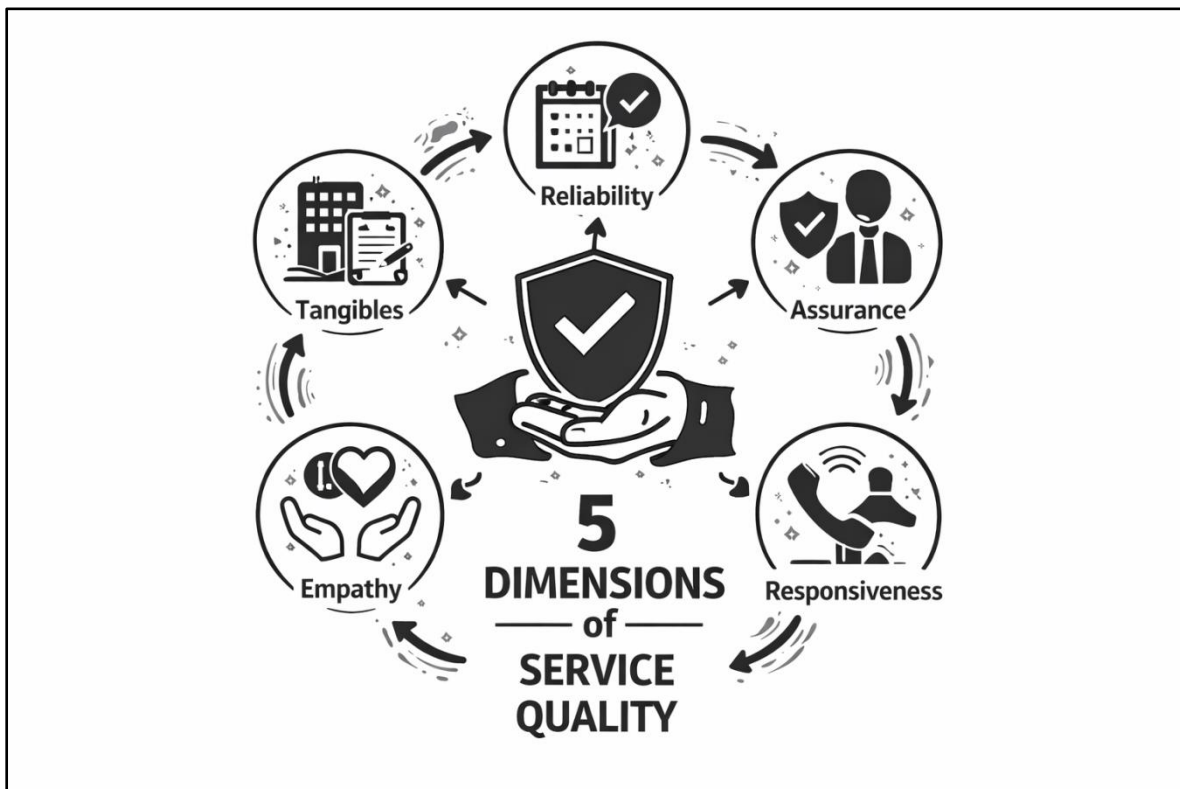 Reliability
Tangibles
Assurance
Empathy
Responsiveness
5
DIMENSIONS
of
SERVICE
QUALITY